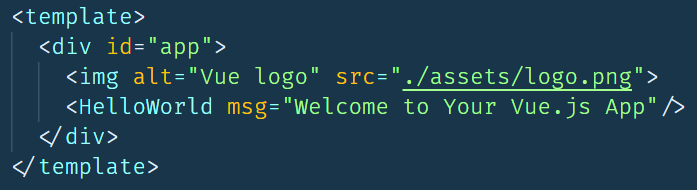 <template>
  <div id="app">
    <img alt="Vue logo" src="./assets/logo.png">
    <HelloWorld msg="Welcome to Your Vue.js App"/>
  </div>
</template>